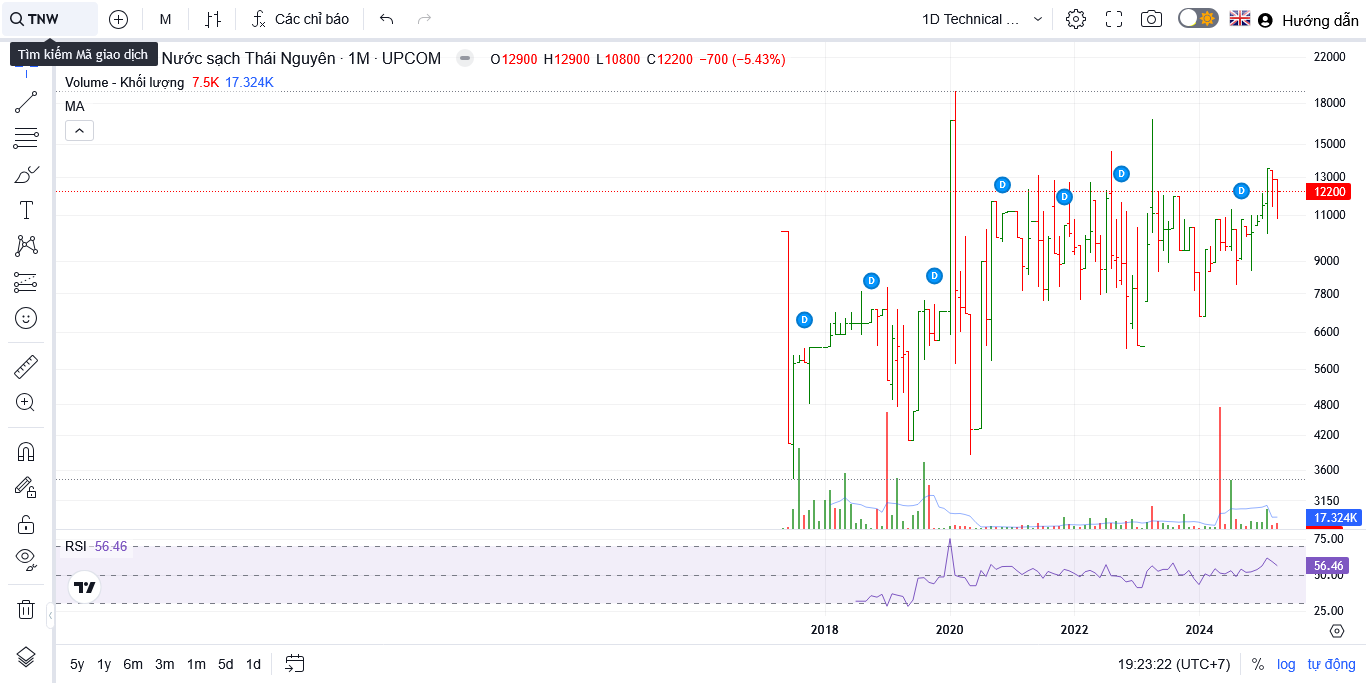 TNW
M
Các chỉ báo
1D Technical ...
Hướng dẫn
Tìm kiếm Mã giao dịch
Nước sạch Thái Nguyên · 1M · UPCOM
O12900 H12900 L10800 C12200 −700 (−5.43%)
Volume - Khối lượng 7.5K 17.324K
MA
22000
18000
15000
13000
12200
11000
9000
7800
6600
5600
4800
4200
3600
3150
17.324K
D
D
D
D
D
D
D
RSI 56.46
75.00
56.46
50.00
25.00
2018
2020
2022
2024
5y 1y 6m 3m 1m 5d 1d
19:23:22 (UTC+7)
%
log
tự động